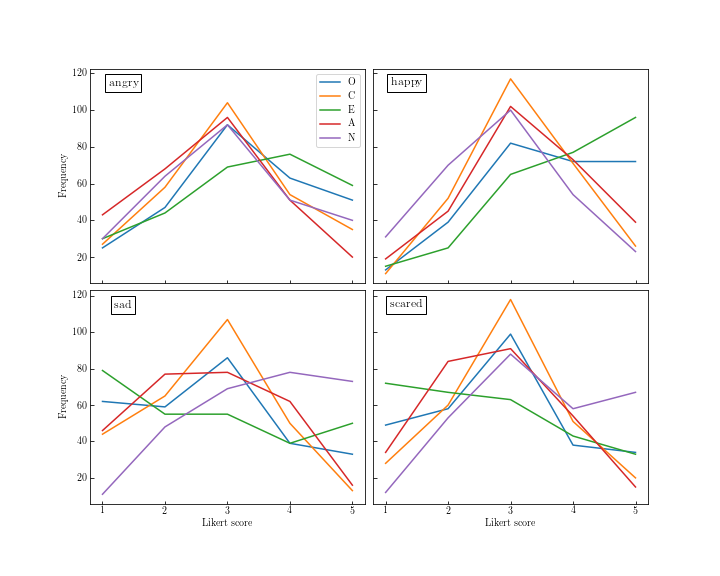 angry
happy
O
C
E
A
N
120
100
80
60
40
20
Frequency
sad
scared
120
100
80
60
40
20
Frequency
1 2 3 4 5
1 2 3 4 5
Likert score
Likert score